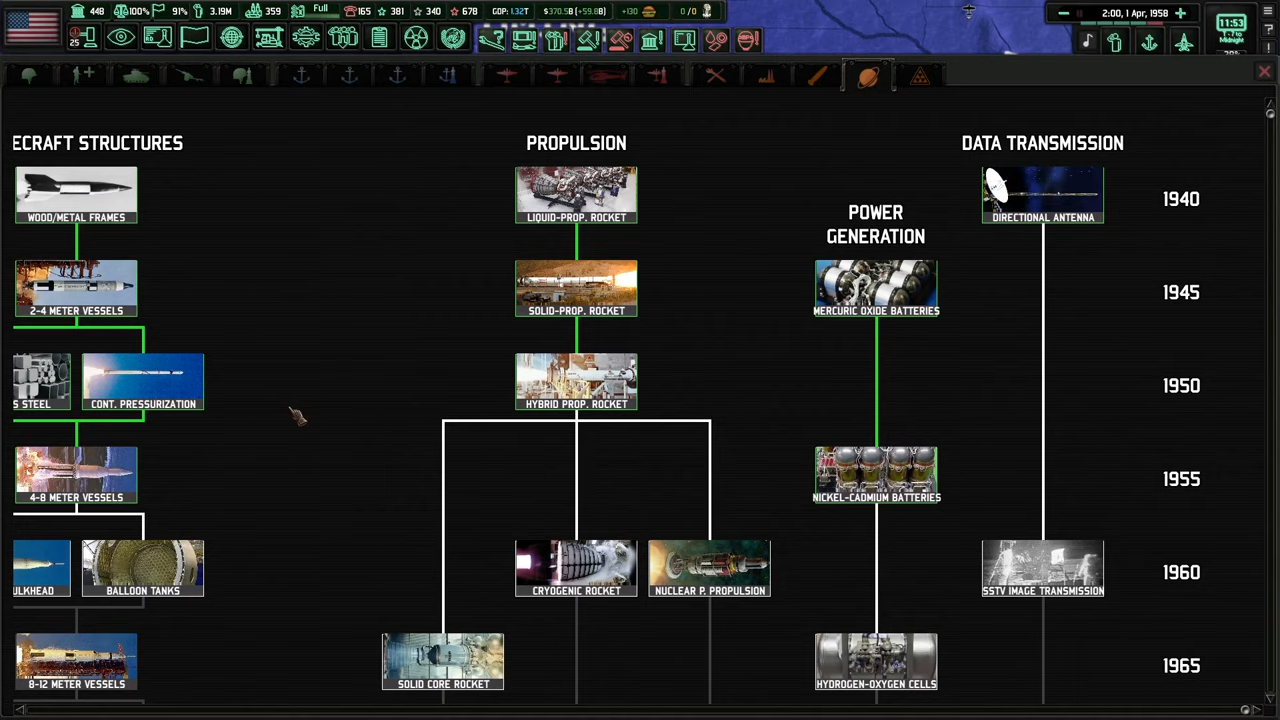 448 100% 91% 3.19M 359 Full 165 381 340 678 GDP: 1.32T $370.5B (+59.8B) +130 0/0
2:00, 1 Apr, 1958
11:53
T-7 to
Midnight
25
ECRAFT STRUCTURES
PROPULSION
DATA TRANSMISSION
WOOD/METAL FRAMES
LIQUID-PROP. ROCKET
DIRECTIONAL ANTENNA
1940
POWER
GENERATION
2-4 METER VESSELS
SOLID-PROP. ROCKET
MERCURIC OXIDE BATTERIES
1945
S STEEL
CONT. PRESSURIZATION
HYBRID PROP. ROCKET
1950
4-8 METER VESSELS
NICKEL-CADMIUM BATTERIES
1955
ULKHEAD
BALLOON TANKS
CRYOGENIC ROCKET
NUCLEAR P. PROPULSION
SSTV IMAGE TRANSMISSION
1960
8-12 METER VESSELS
SOLID CORE ROCKET
HYDROGEN-OXYGEN CELLS
1965